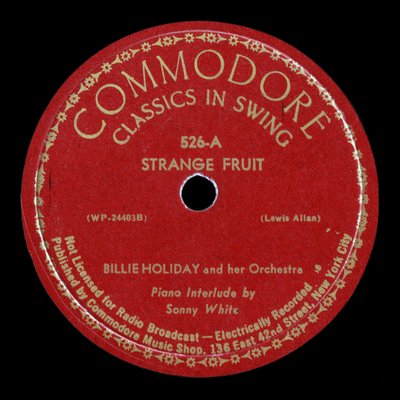 COMMODORE
CLASSICS IN SWING
526-A
STRANGE FRUIT
(WP-24403B)
(Lewis Allan)
BILLIE HOLIDAY and her Orchestra
Piano Interlude by
Sonny White
Not Licensed for Radio Broadcast — Electrically Recorded
Published by Commodore Music Shop, 136 East 42nd Street, New York City